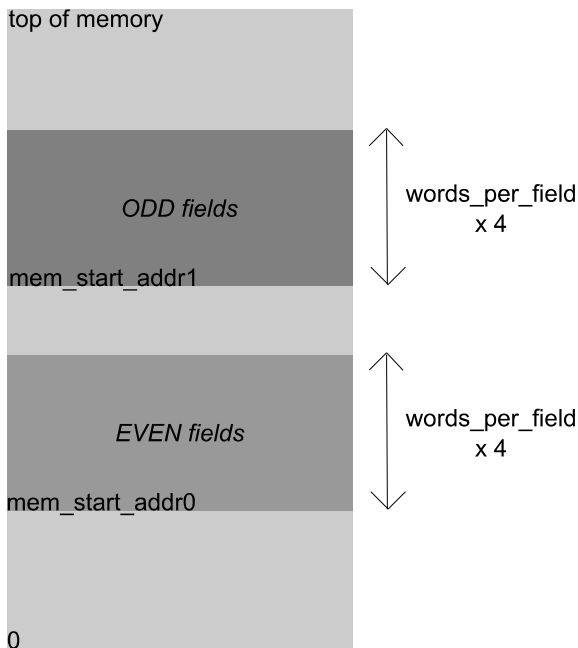 top of memory
ODD fields
words_per_field
x 4
mem_start_addr1
EVEN fields
words_per_field
x 4
mem_start_addr0
0